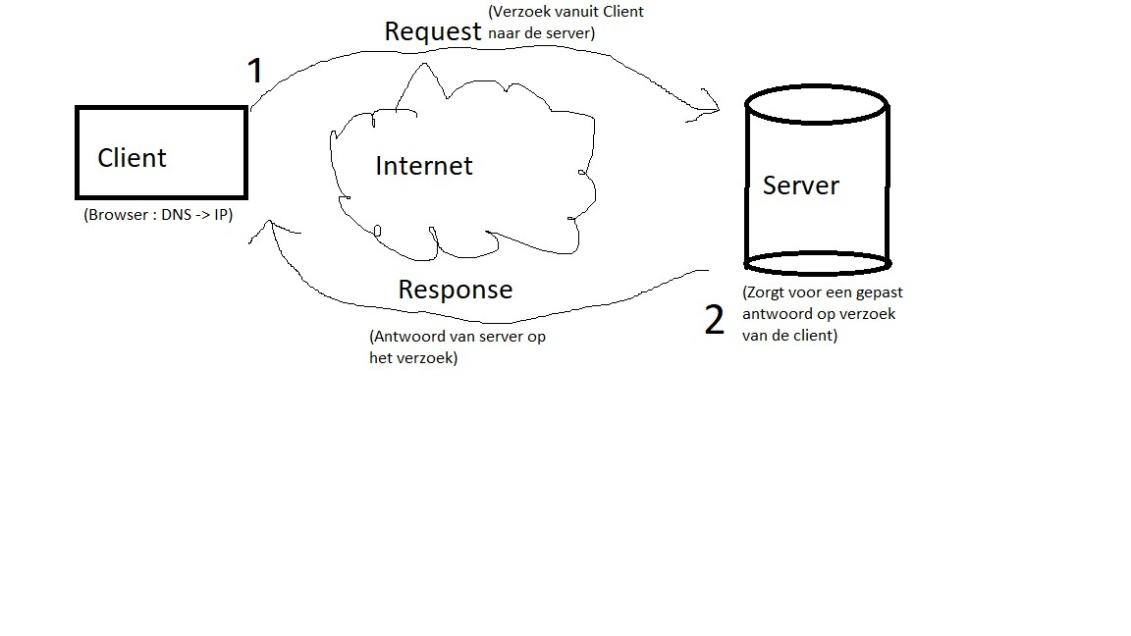 (Verzoek vanuit Client
Request naar de server)
1
Client
Internet
Server
(Browser : DNS -> IP)
Response
2
(Zorgt voor een gepast
antwoord op verzoek
van de client)
(Antwoord van server op
het verzoek)